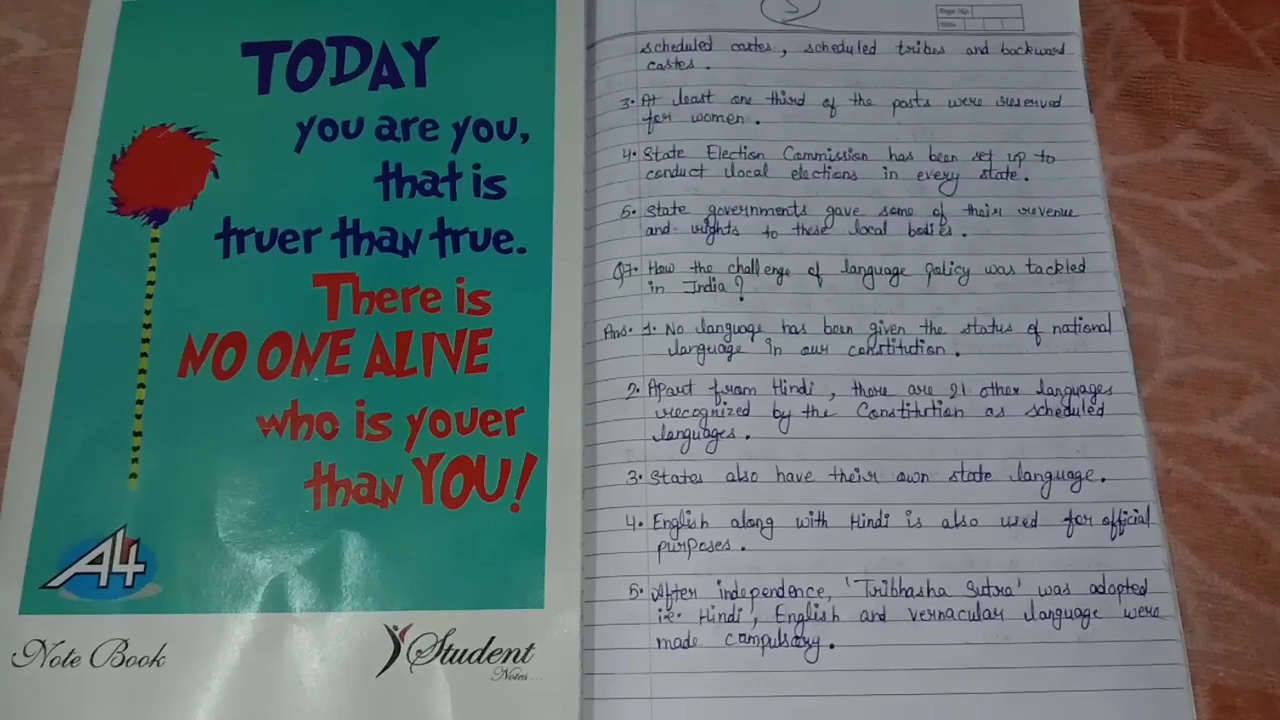 TODAY
you are you,
that is
truer than true.
There is
NO ONE ALIVE
who is youer
than YOU!
A4
Note Book
Student
Notes...
5
Page No.
Date
scheduled castes, scheduled tribes and backward
castes.
3. At least one third of the posts were reserved
for women.
4. State Election Commission has been set up to
conduct local elections in every state.
5. State governments gave some of their revenue
and rights to these local bodies.
Q7. How the challenge of language policy was tackled
in India?
Ans. 1. No language has been given the status of national
language in our constitution.
2. Apart from Hindi, there are 21 other languages
recognized by the Constitution as scheduled
languages.
3. States also have their own state language.
4. English along with Hindi is also used for official
purposes.
5. After independence, 'Tribhasha Sutra' was adopted
i.e. Hindi, English and vernacular language were
made compulsory.